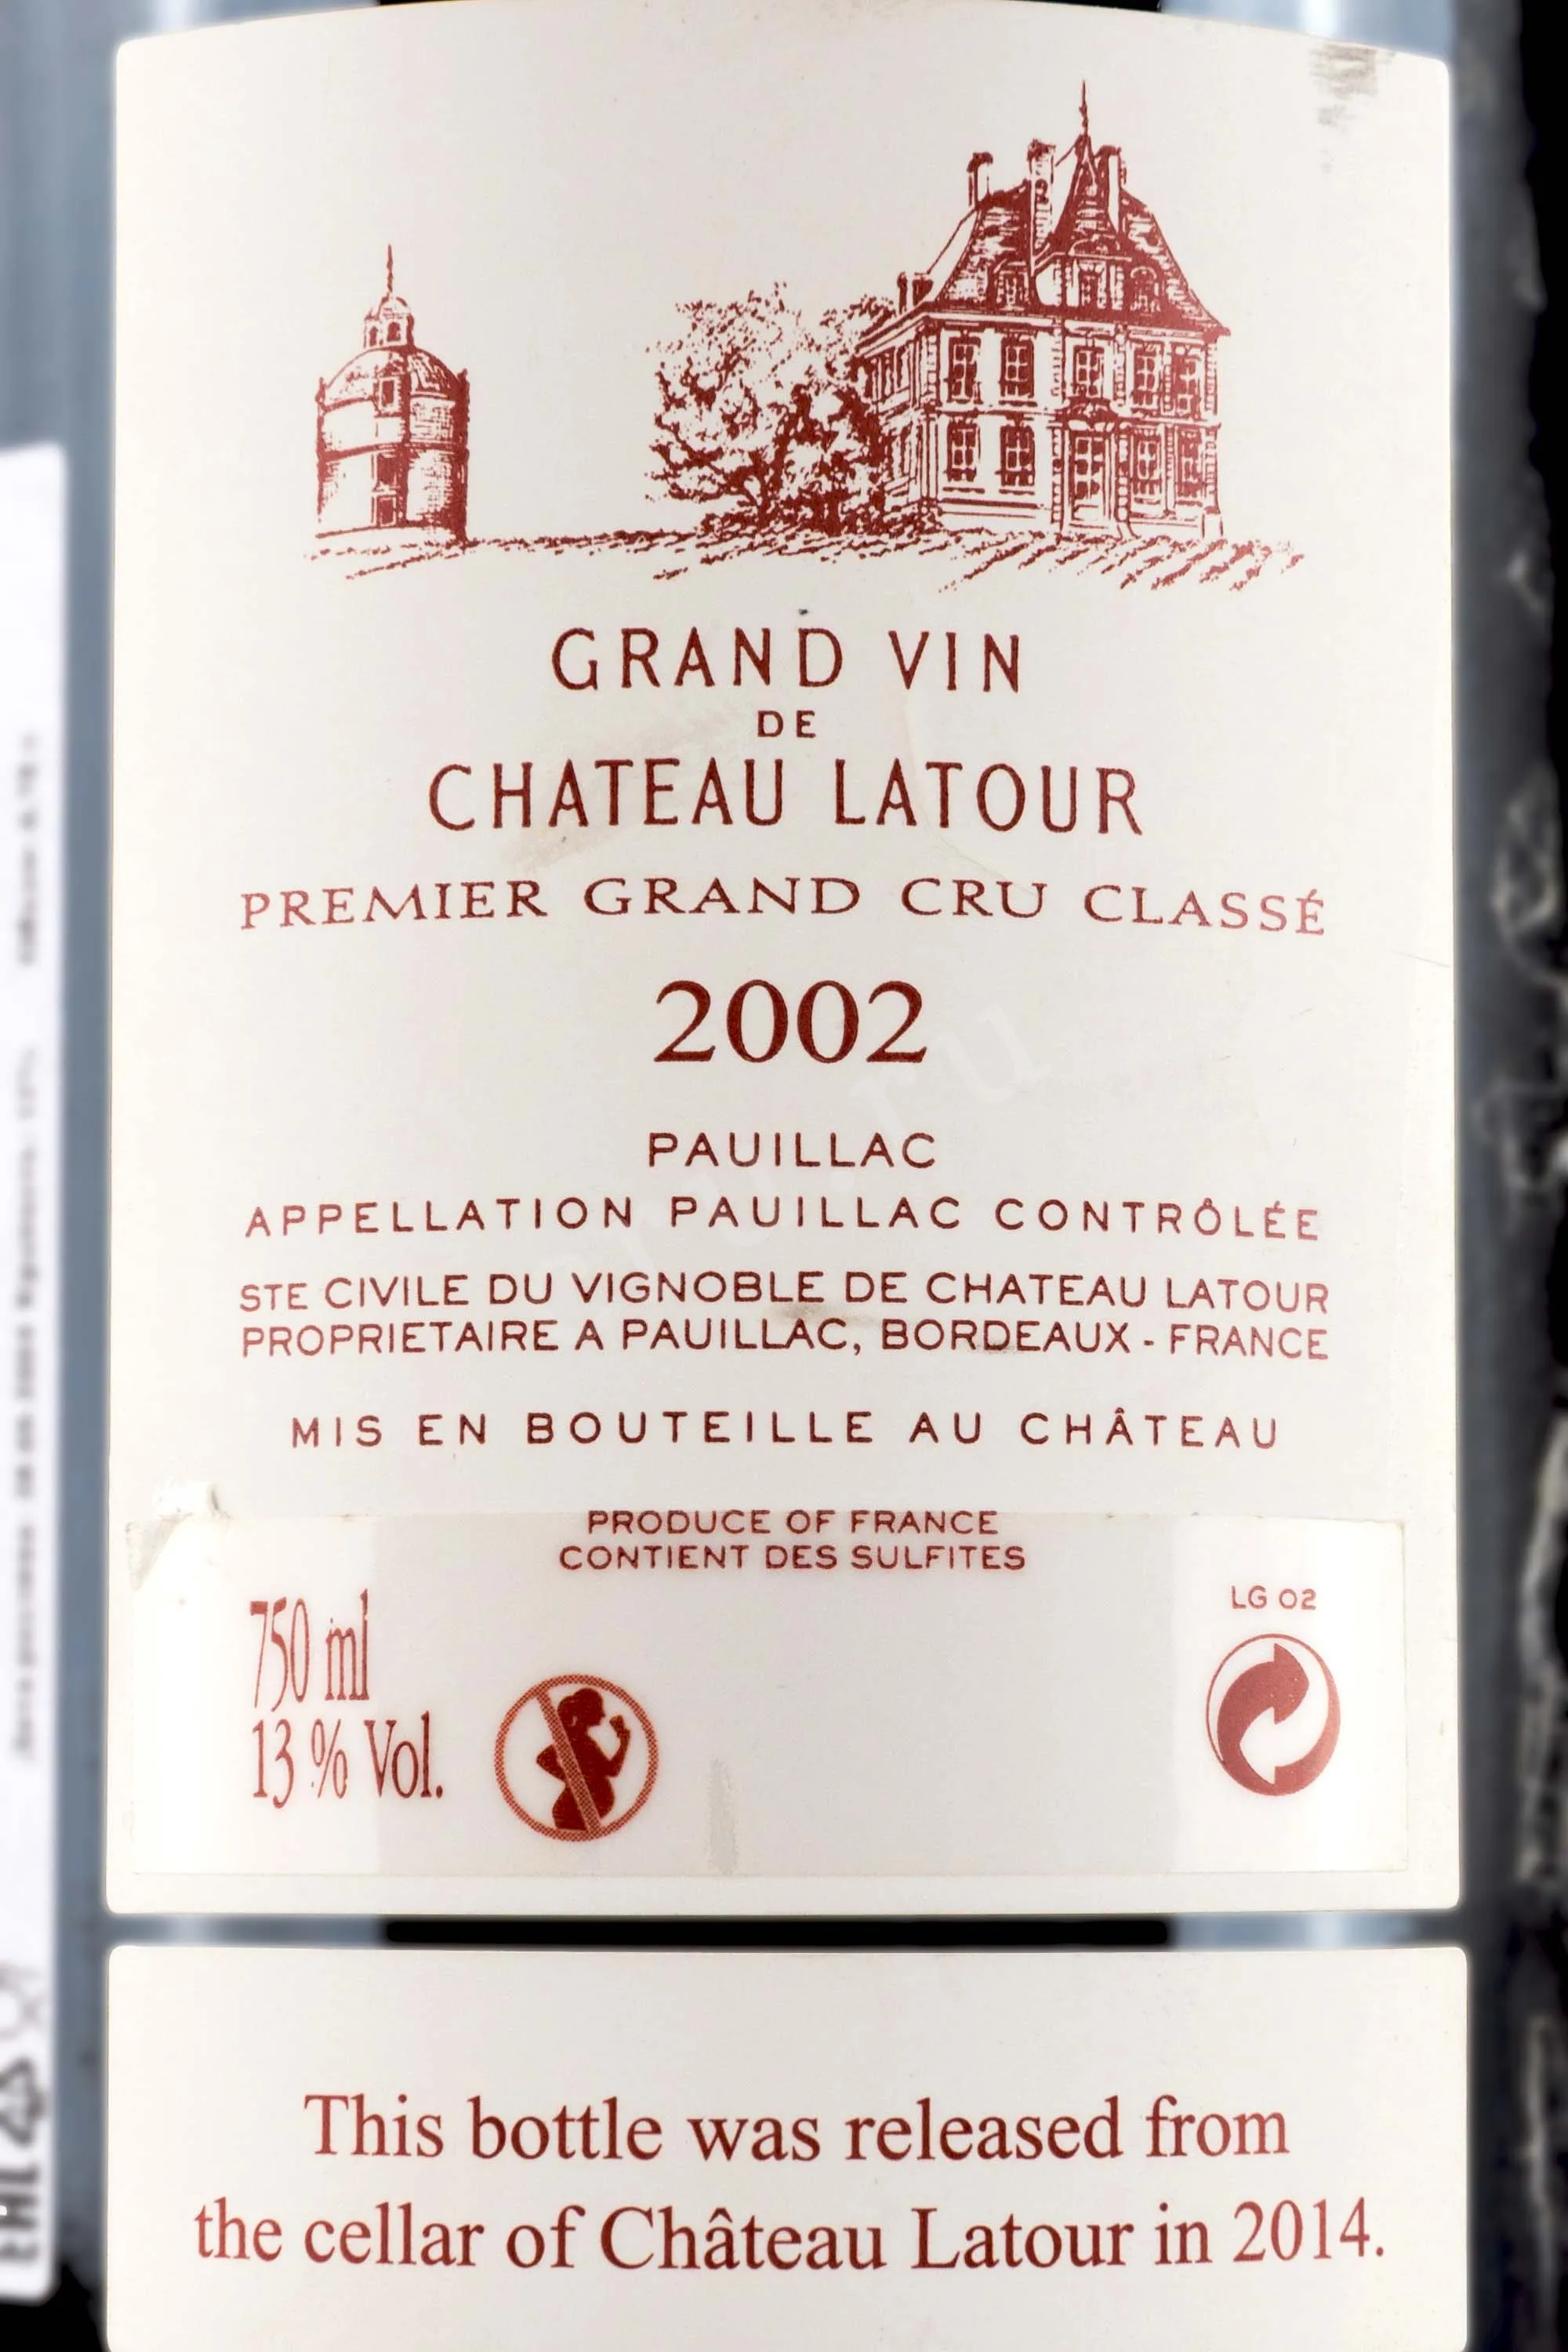 GRAND VIN
DE
CHATEAU LATOUR
PREMIER GRAND CRU CLASSÉ
2002
PAUILLAC
APPELLATION PAUILLAC CONTRÔLÉE
STE CIVILE DU VIGNOBLE DE CHATEAU LATOUR
PROPRIETAIRE A PAUILLAC, BORDEAUX - FRANCE
MIS EN BOUTEILLE AU CHÂTEAU
PRODUCE OF FRANCE
CONTIENT DES SULFITES
LG 02
750 ml
13 % Vol.
This bottle was released from
the cellar of Château Latour in 2014.